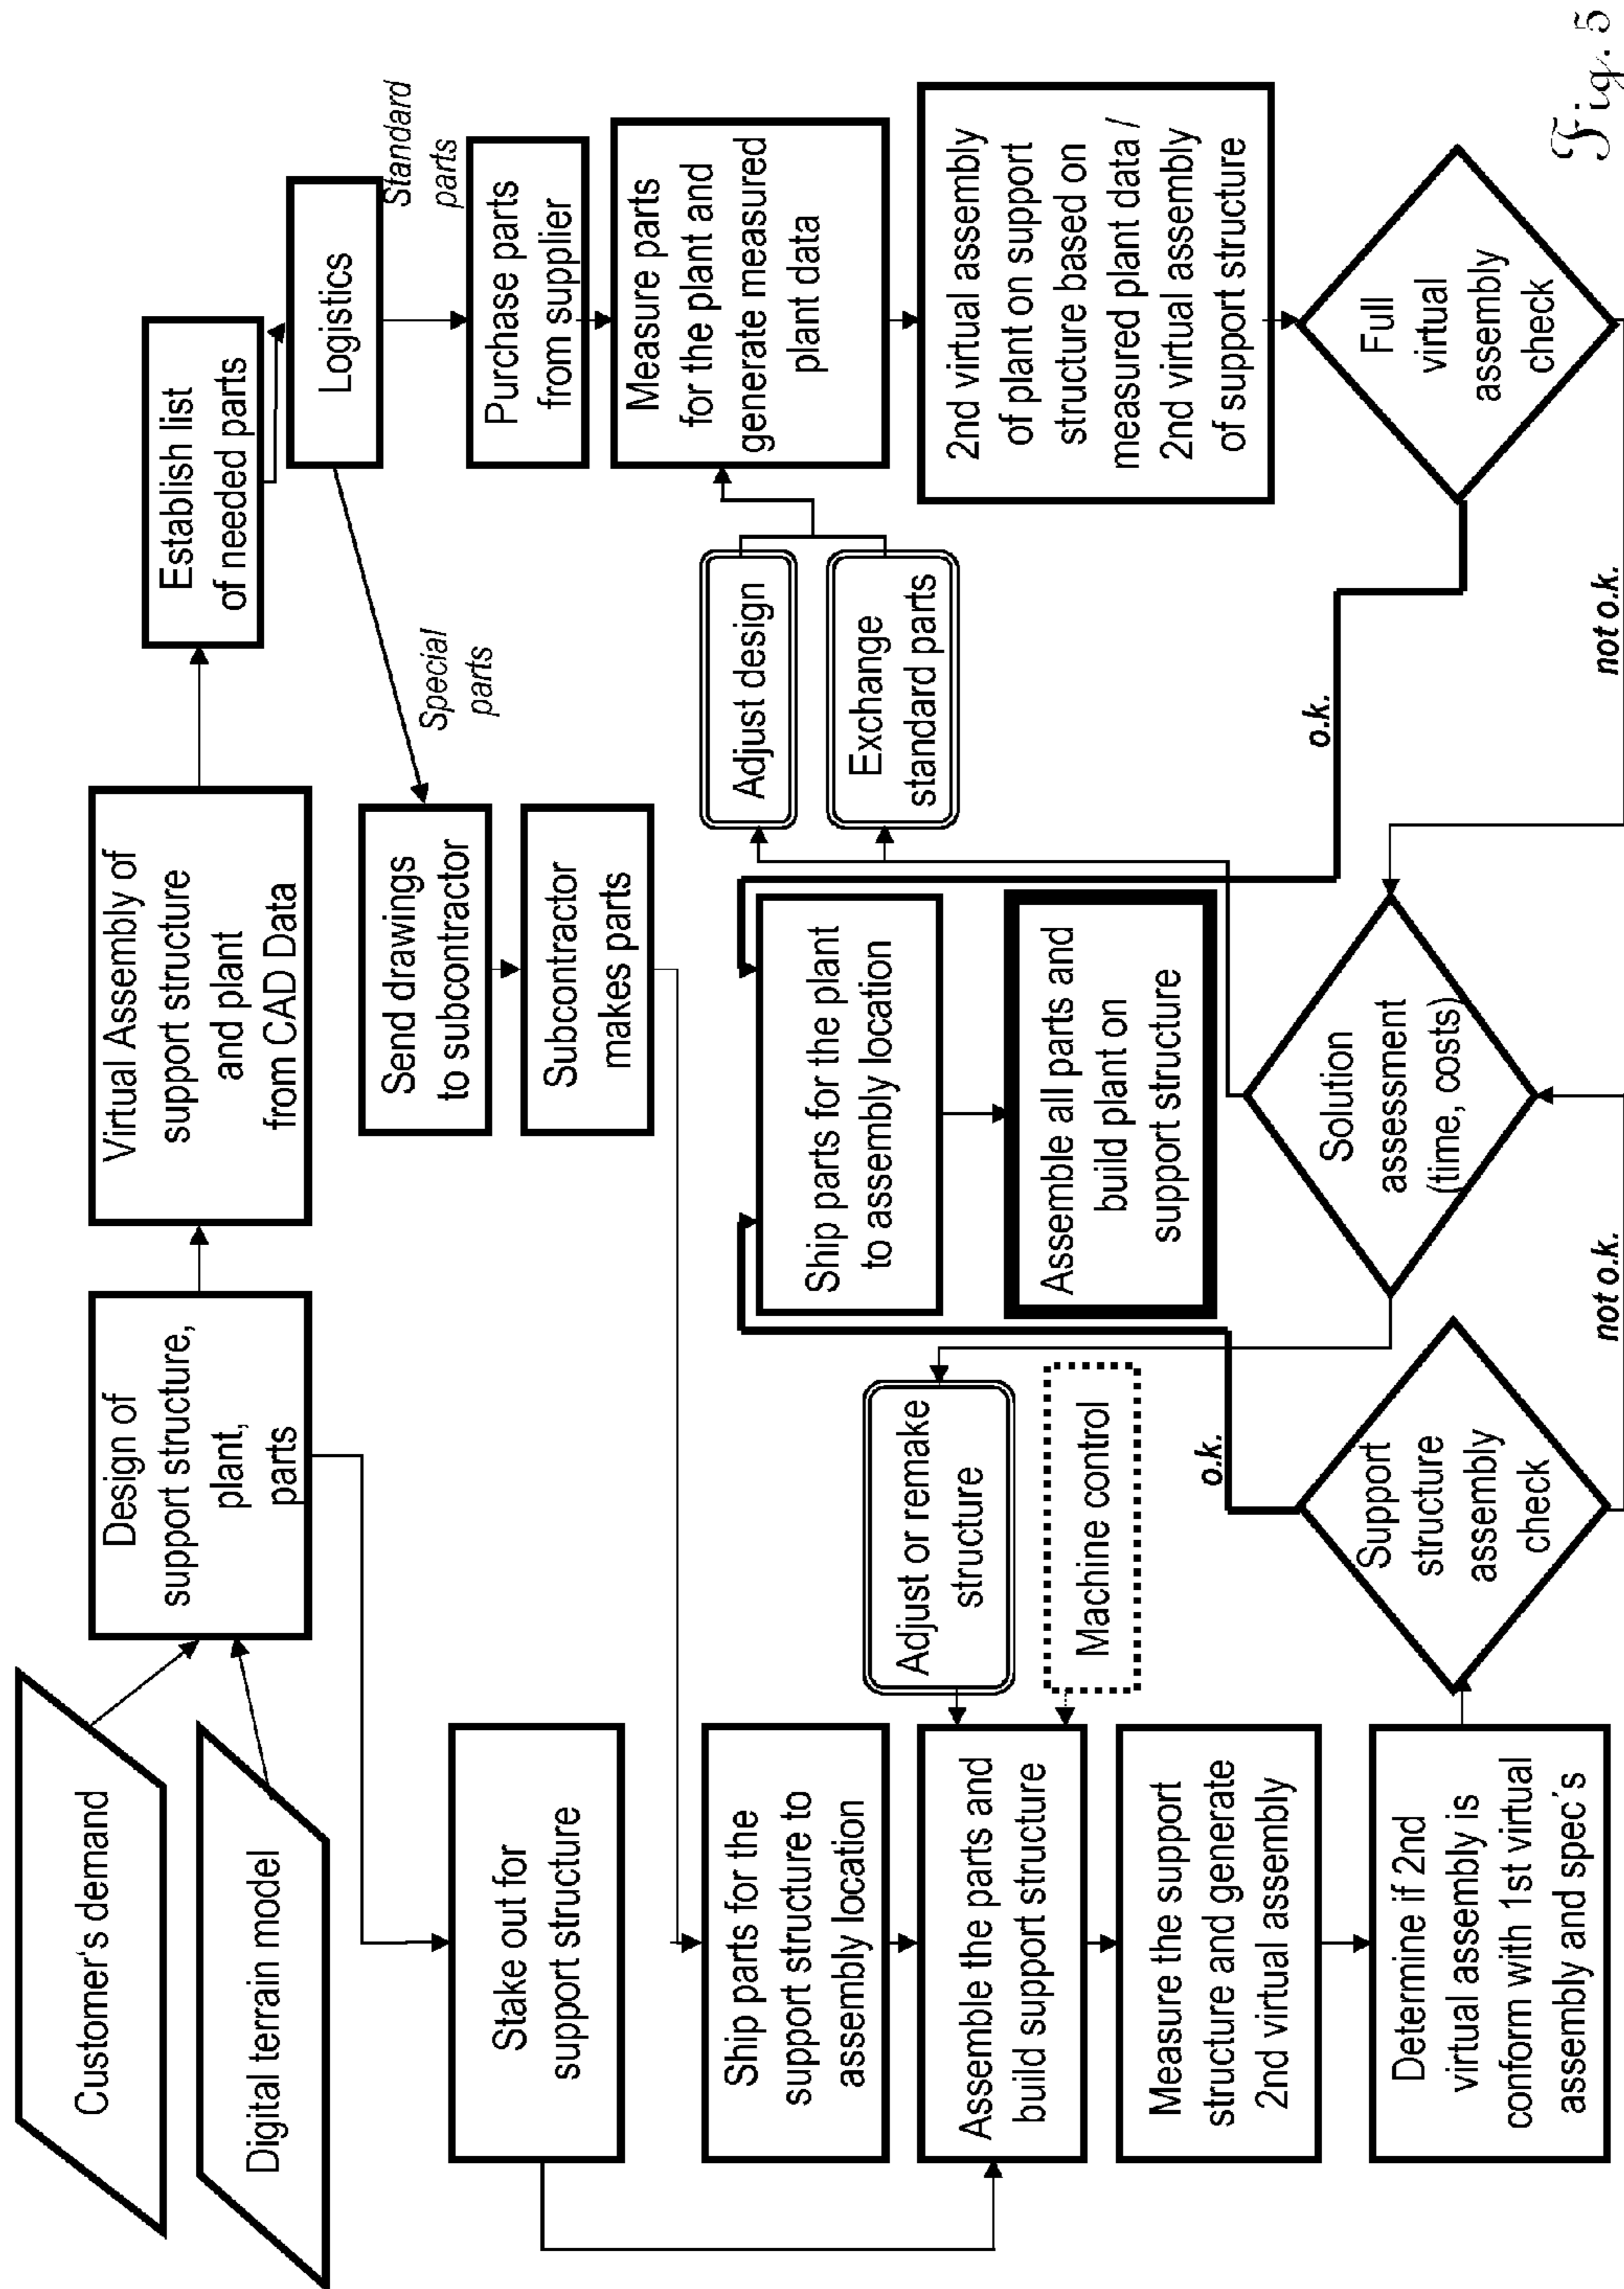 Customer's demand
Digital terrain model
Design of
support structure,
plant,
parts
Virtual Assembly of
support structure
and plant
from CAD Data
Establish list
of needed parts
Logistics
Standard
parts
Special
parts
Purchase parts
from supplier
Send drawings
to subcontractor
Subcontractor
makes parts
Stake out for
support structure
Ship parts for the
support structure to
assembly location
Assemble the parts and
build support structure
Measure the support
structure and generate
2nd virtual assembly
Determine if 2nd
virtual assembly is
conform with 1st virtual
assembly and spec´s
Adjust or remake
structure
Machine control
Support
structure
assembly
check
o.k.
not o.k.
Ship parts for the plant
to assembly location
Assemble all parts and
build plant on
support structure
Solution
assessment
(time, costs)
Adjust design
Exchange
standard parts
Measure parts
for the plant and
generate measured
plant data
2nd virtual assembly
of plant on support
structure based on
measured plant data /
2nd virtual assembly
of support structure
Full
virtual
assembly
check
o.k.
not o.k.
Fig. 5